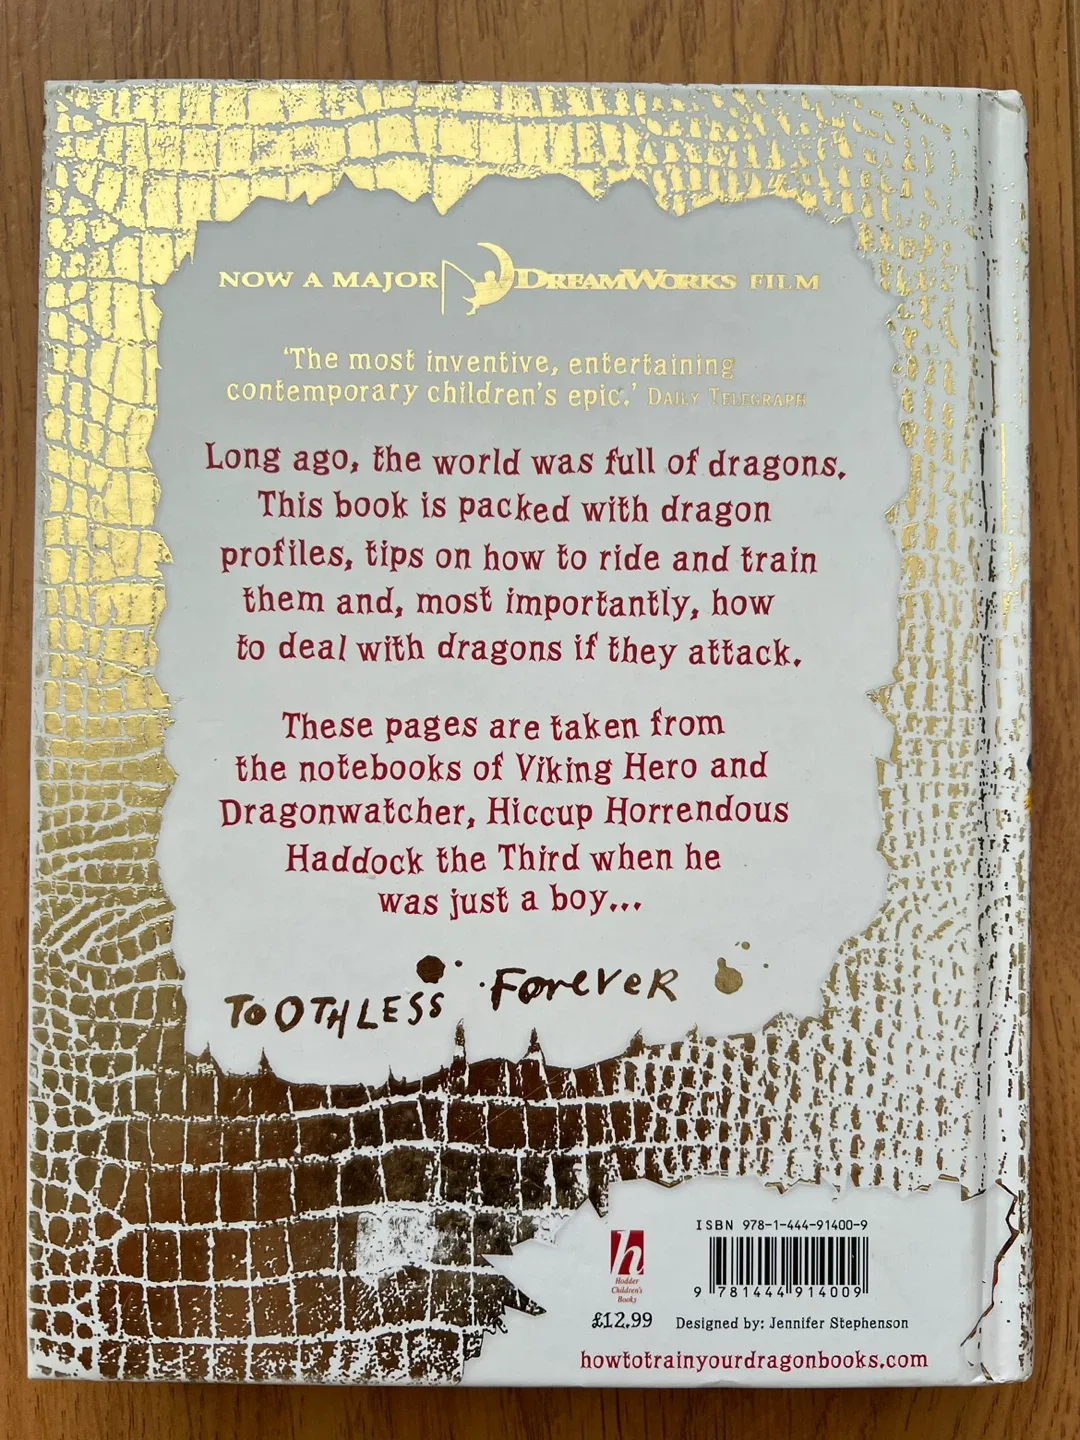 NOW A MAJOR DREAMWORKS FILM
‘The most inventive, entertaining
contemporary children’s epic.’ DAILY TELEGRAPH
Long ago, the world was full of dragons.
This book is packed with dragon
profiles, tips on how to ride and train
them and, most importantly, how
to deal with dragons if they attack.
These pages are taken from
the notebooks of Viking Hero and
Dragonwatcher, Hiccup Horrendous
Haddock the Third when he
was just a boy...
TOOTHLESS Forever
ISBN 978-1-444-91400-9
h
Hodder
Children's
Books
9 781444 914009
£12.99
Designed by: Jennifer Stephenson
howtotrainyourdragonbooks.com